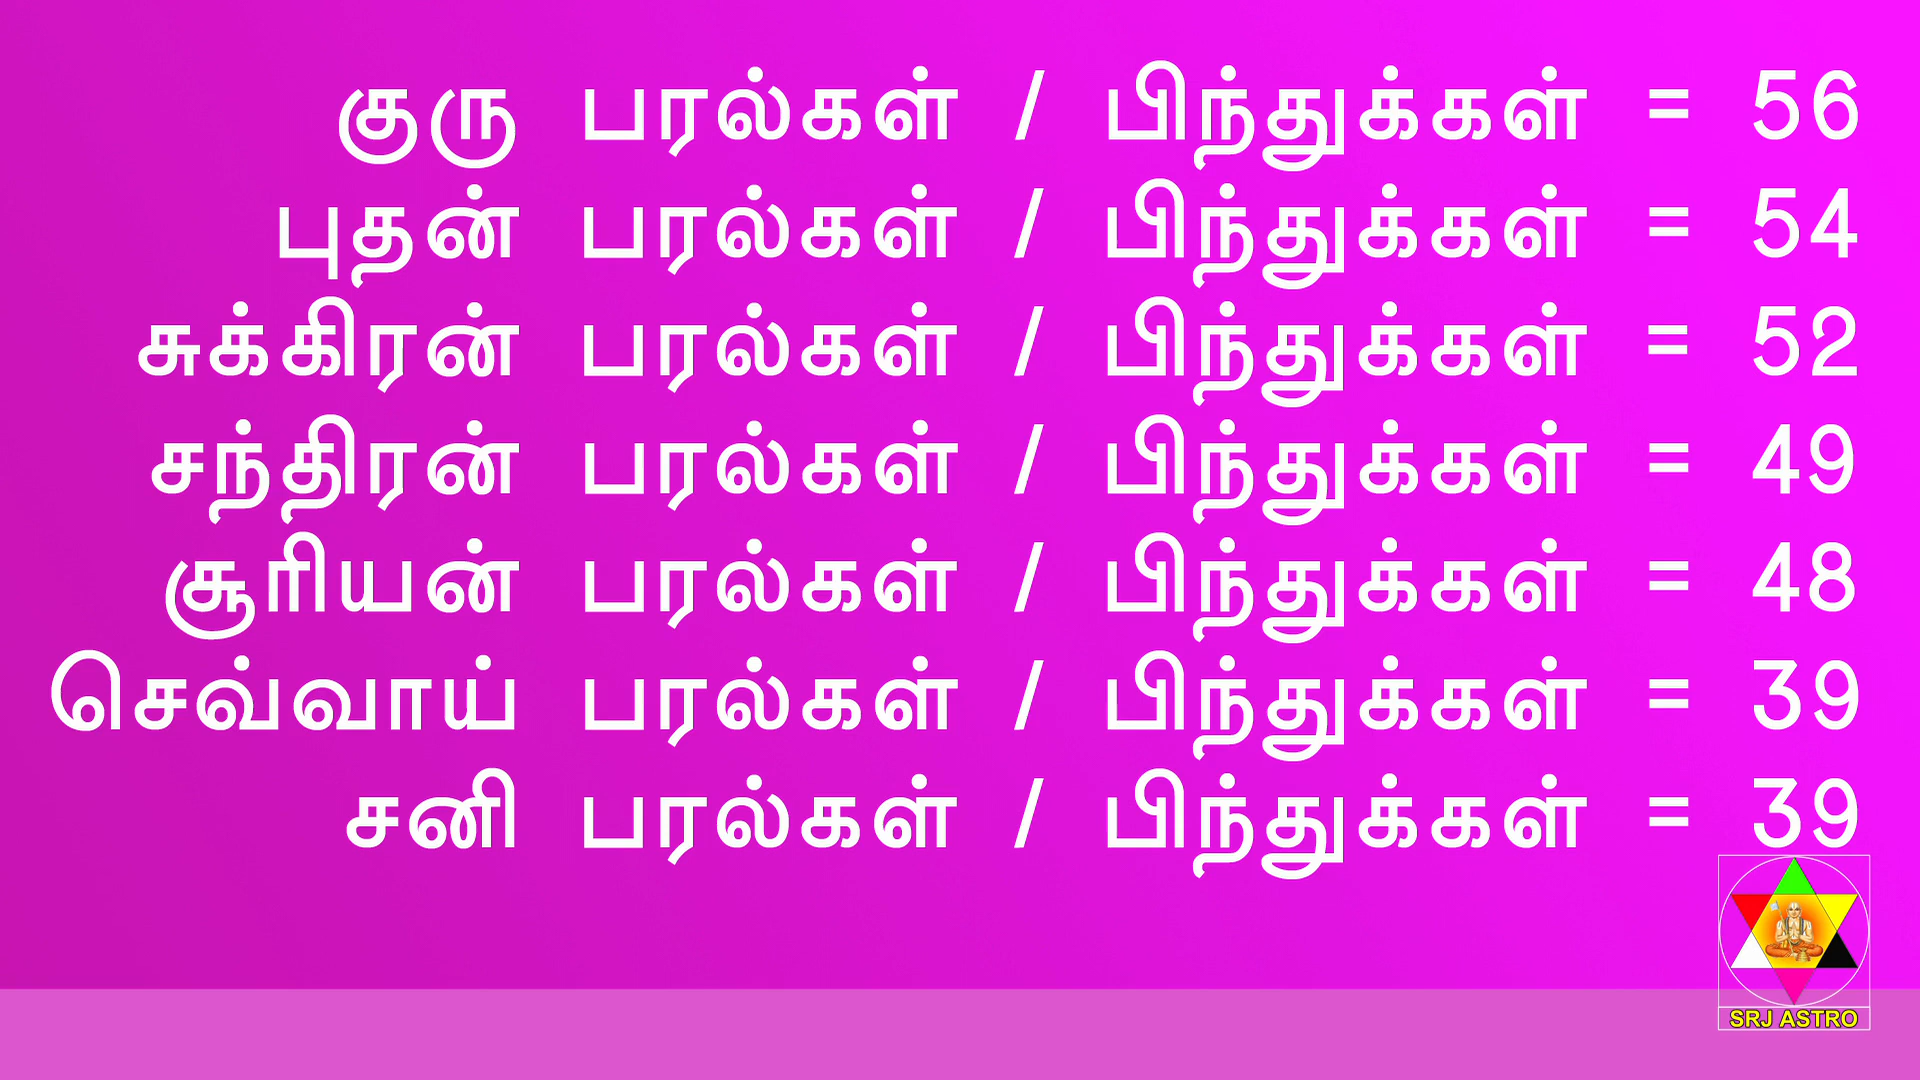 குரு பரல்கள் / பிந்துக்கள் = 56
புதன் பரல்கள் / பிந்துக்கள் = 54
சுக்கிரன் பரல்கள் / பிந்துக்கள் = 52
சந்திரன் பரல்கள் / பிந்துக்கள் = 49
சூரியன் பரல்கள் / பிந்துக்கள் = 48
செவ்வாய் பரல்கள் / பிந்துக்கள் = 39
சனி பரல்கள் / பிந்துக்கள் = 39
SRJ ASTRO